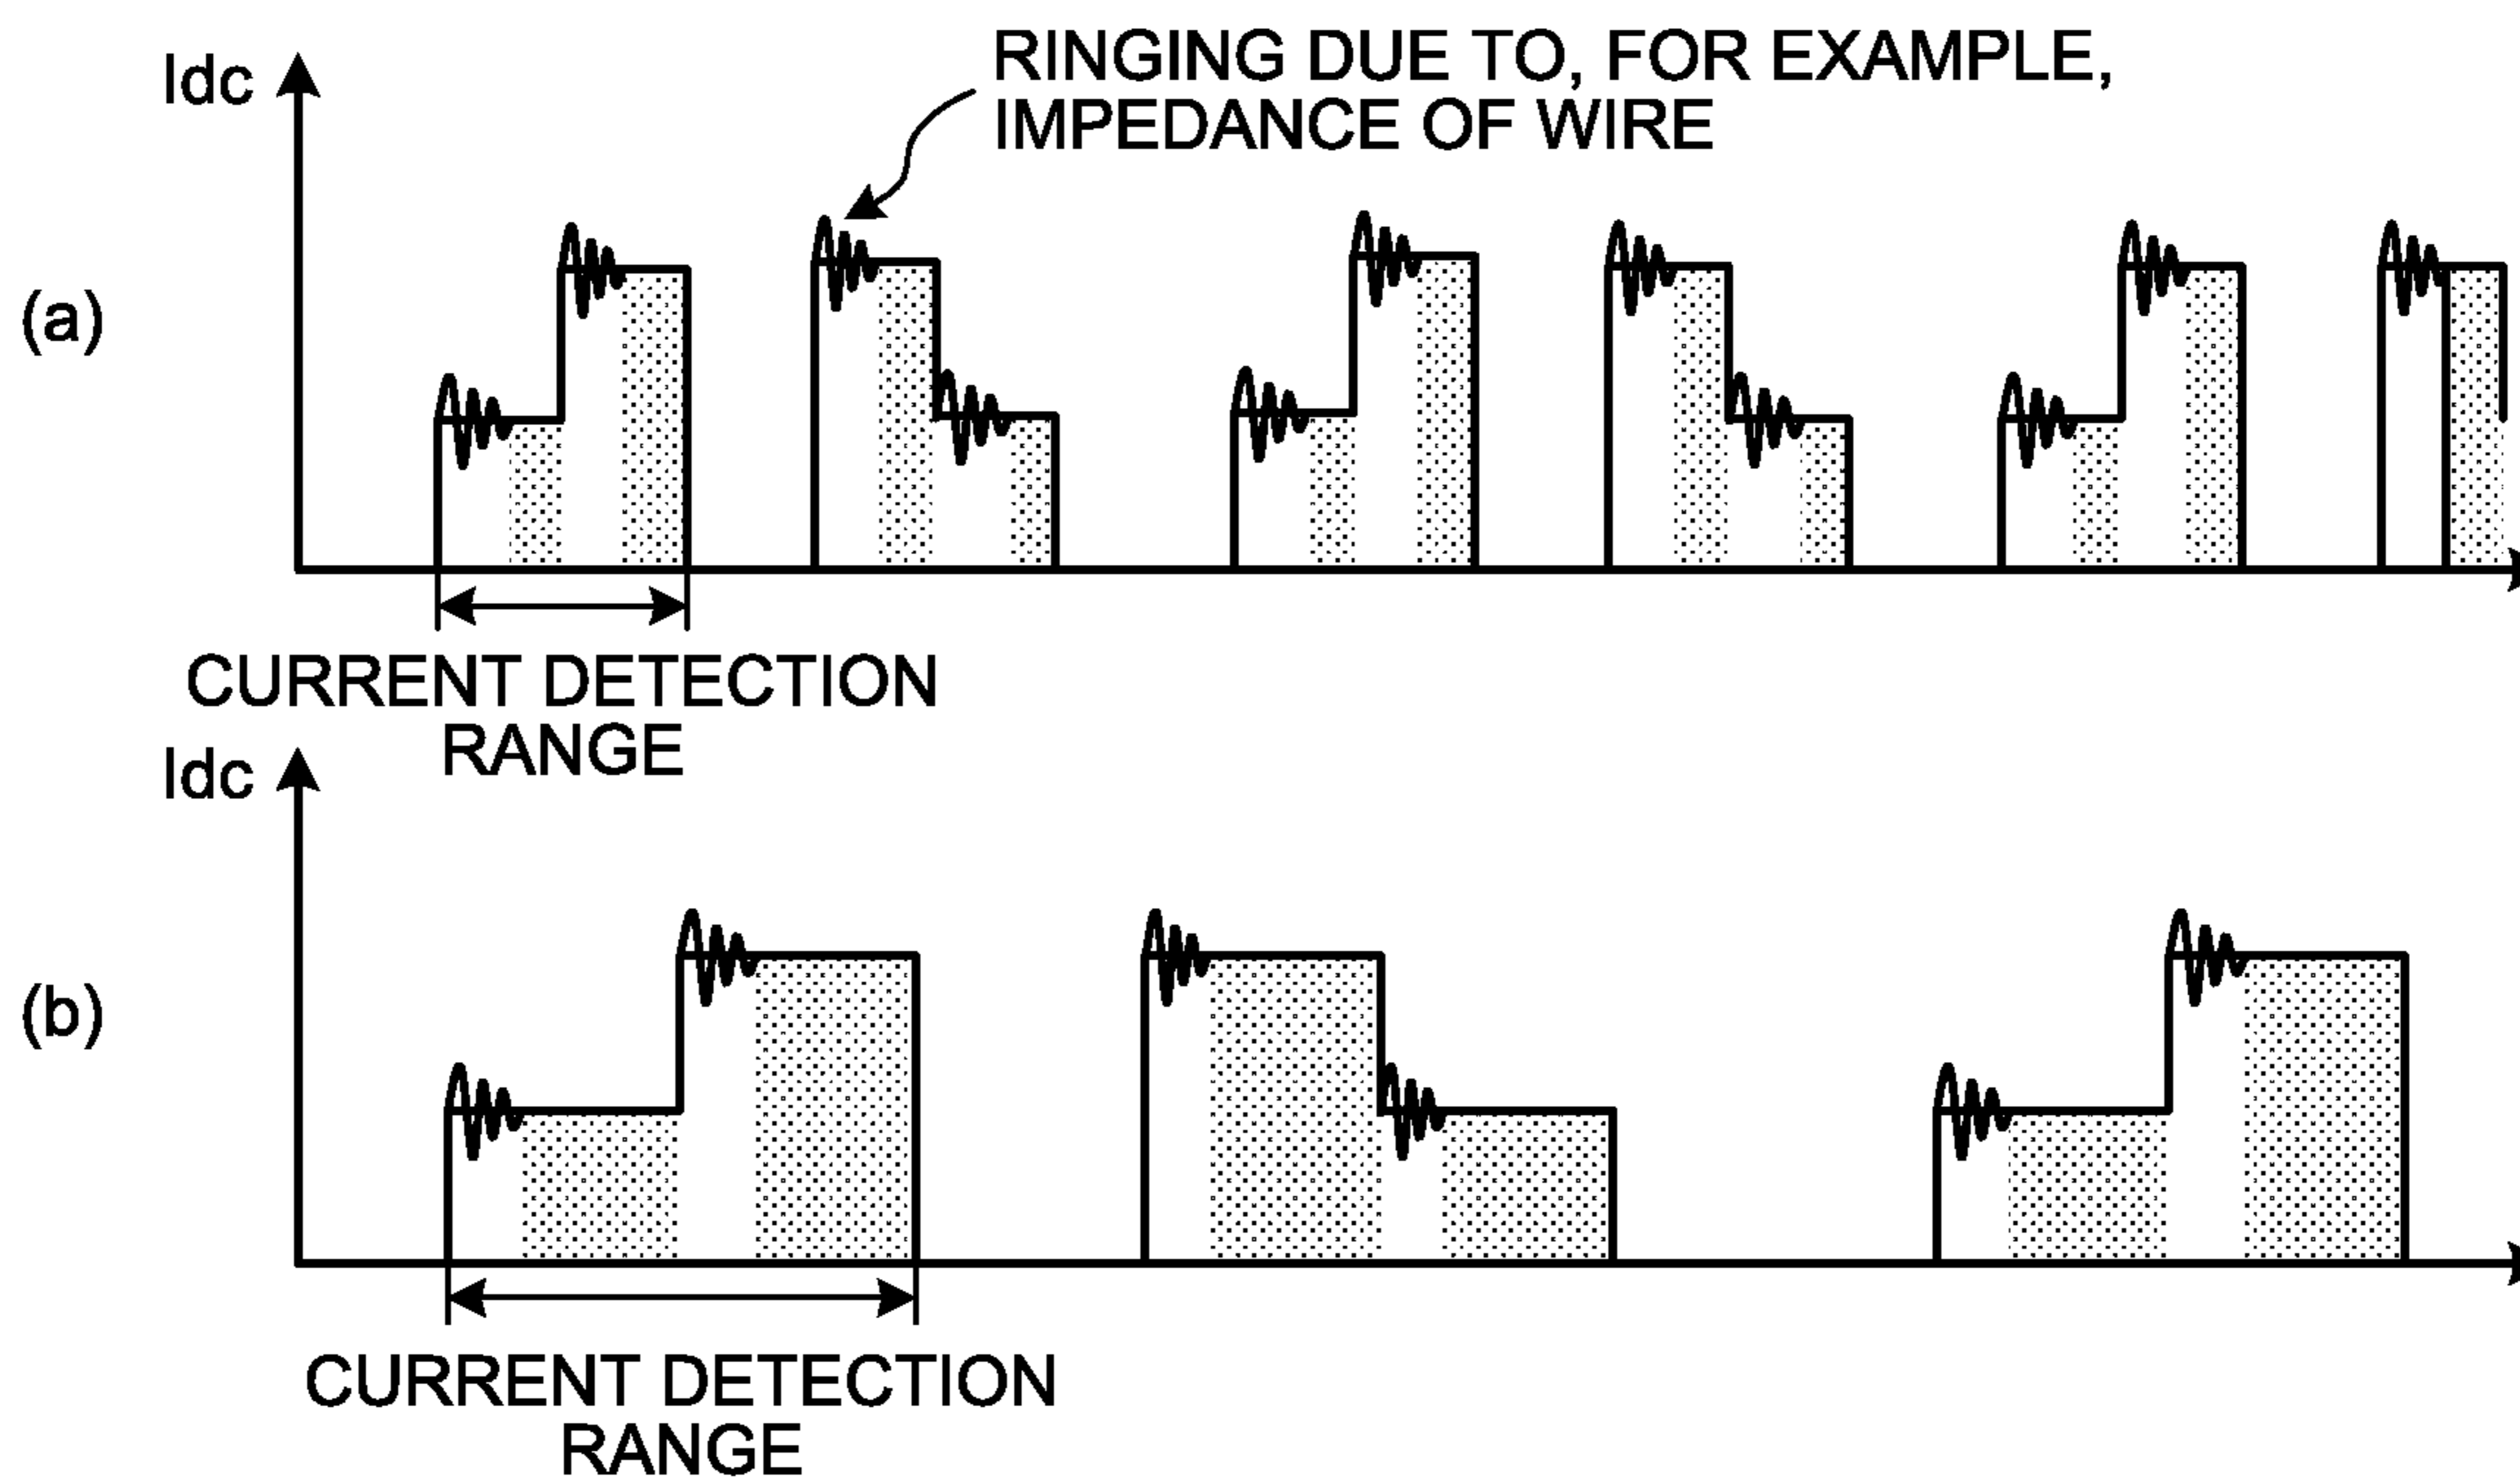 Idc
RINGING DUE TO, FOR EXAMPLE,
IMPEDANCE OF WIRE
(a)
CURRENT DETECTION
RANGE
Idc
(b)
CURRENT DETECTION
RANGE